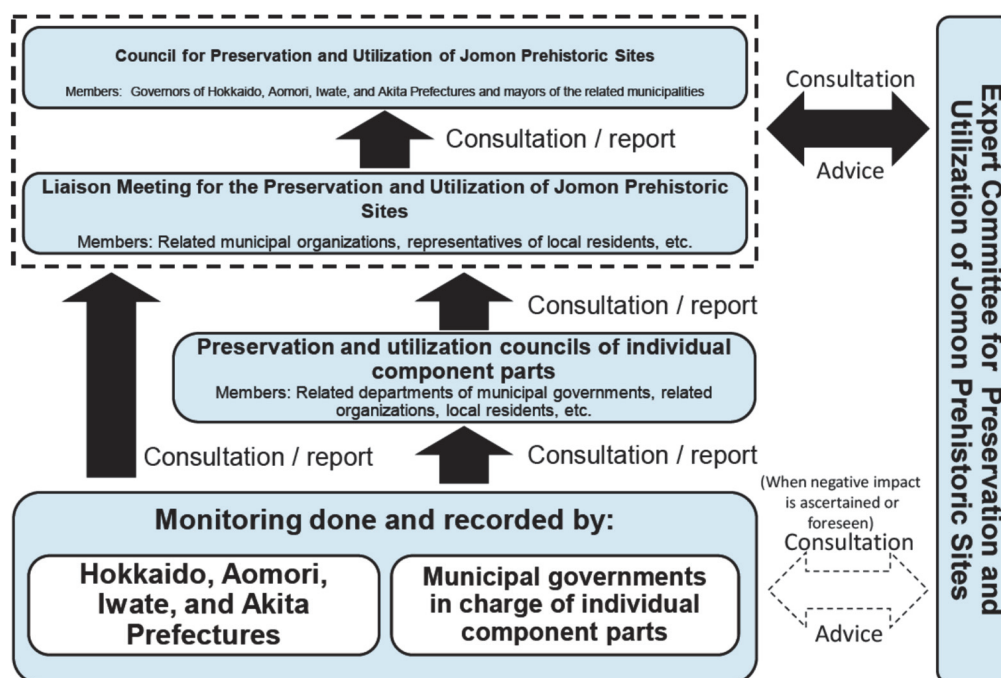 Council for Preservation and Utilization of Jomon Prehistoric Sites
Members: Governors of Hokkaido, Aomori, Iwate, and Akita Prefectures and mayors of the related municipalities
Consultation / report
Liaison Meeting for the Preservation and Utilization of Jomon Prehistoric
Sites
Members: Related municipal organizations, representatives of local residents, etc.
Consultation / report
Preservation and utilization councils of individual
component parts
Members: Related departments of municipal governments, related
organizations, local residents, etc.
Consultation / report
Consultation / report
Monitoring done and recorded by:
Hokkaido, Aomori,
Iwate, and Akita
Prefectures
Municipal governments
in charge of individual
component parts
Consultation
Advice
(When negative impact
is ascertained or
foreseen)
Consultation
Advice
Expert Committee for Preservation and
Utilization of Jomon Prehistoric Sites